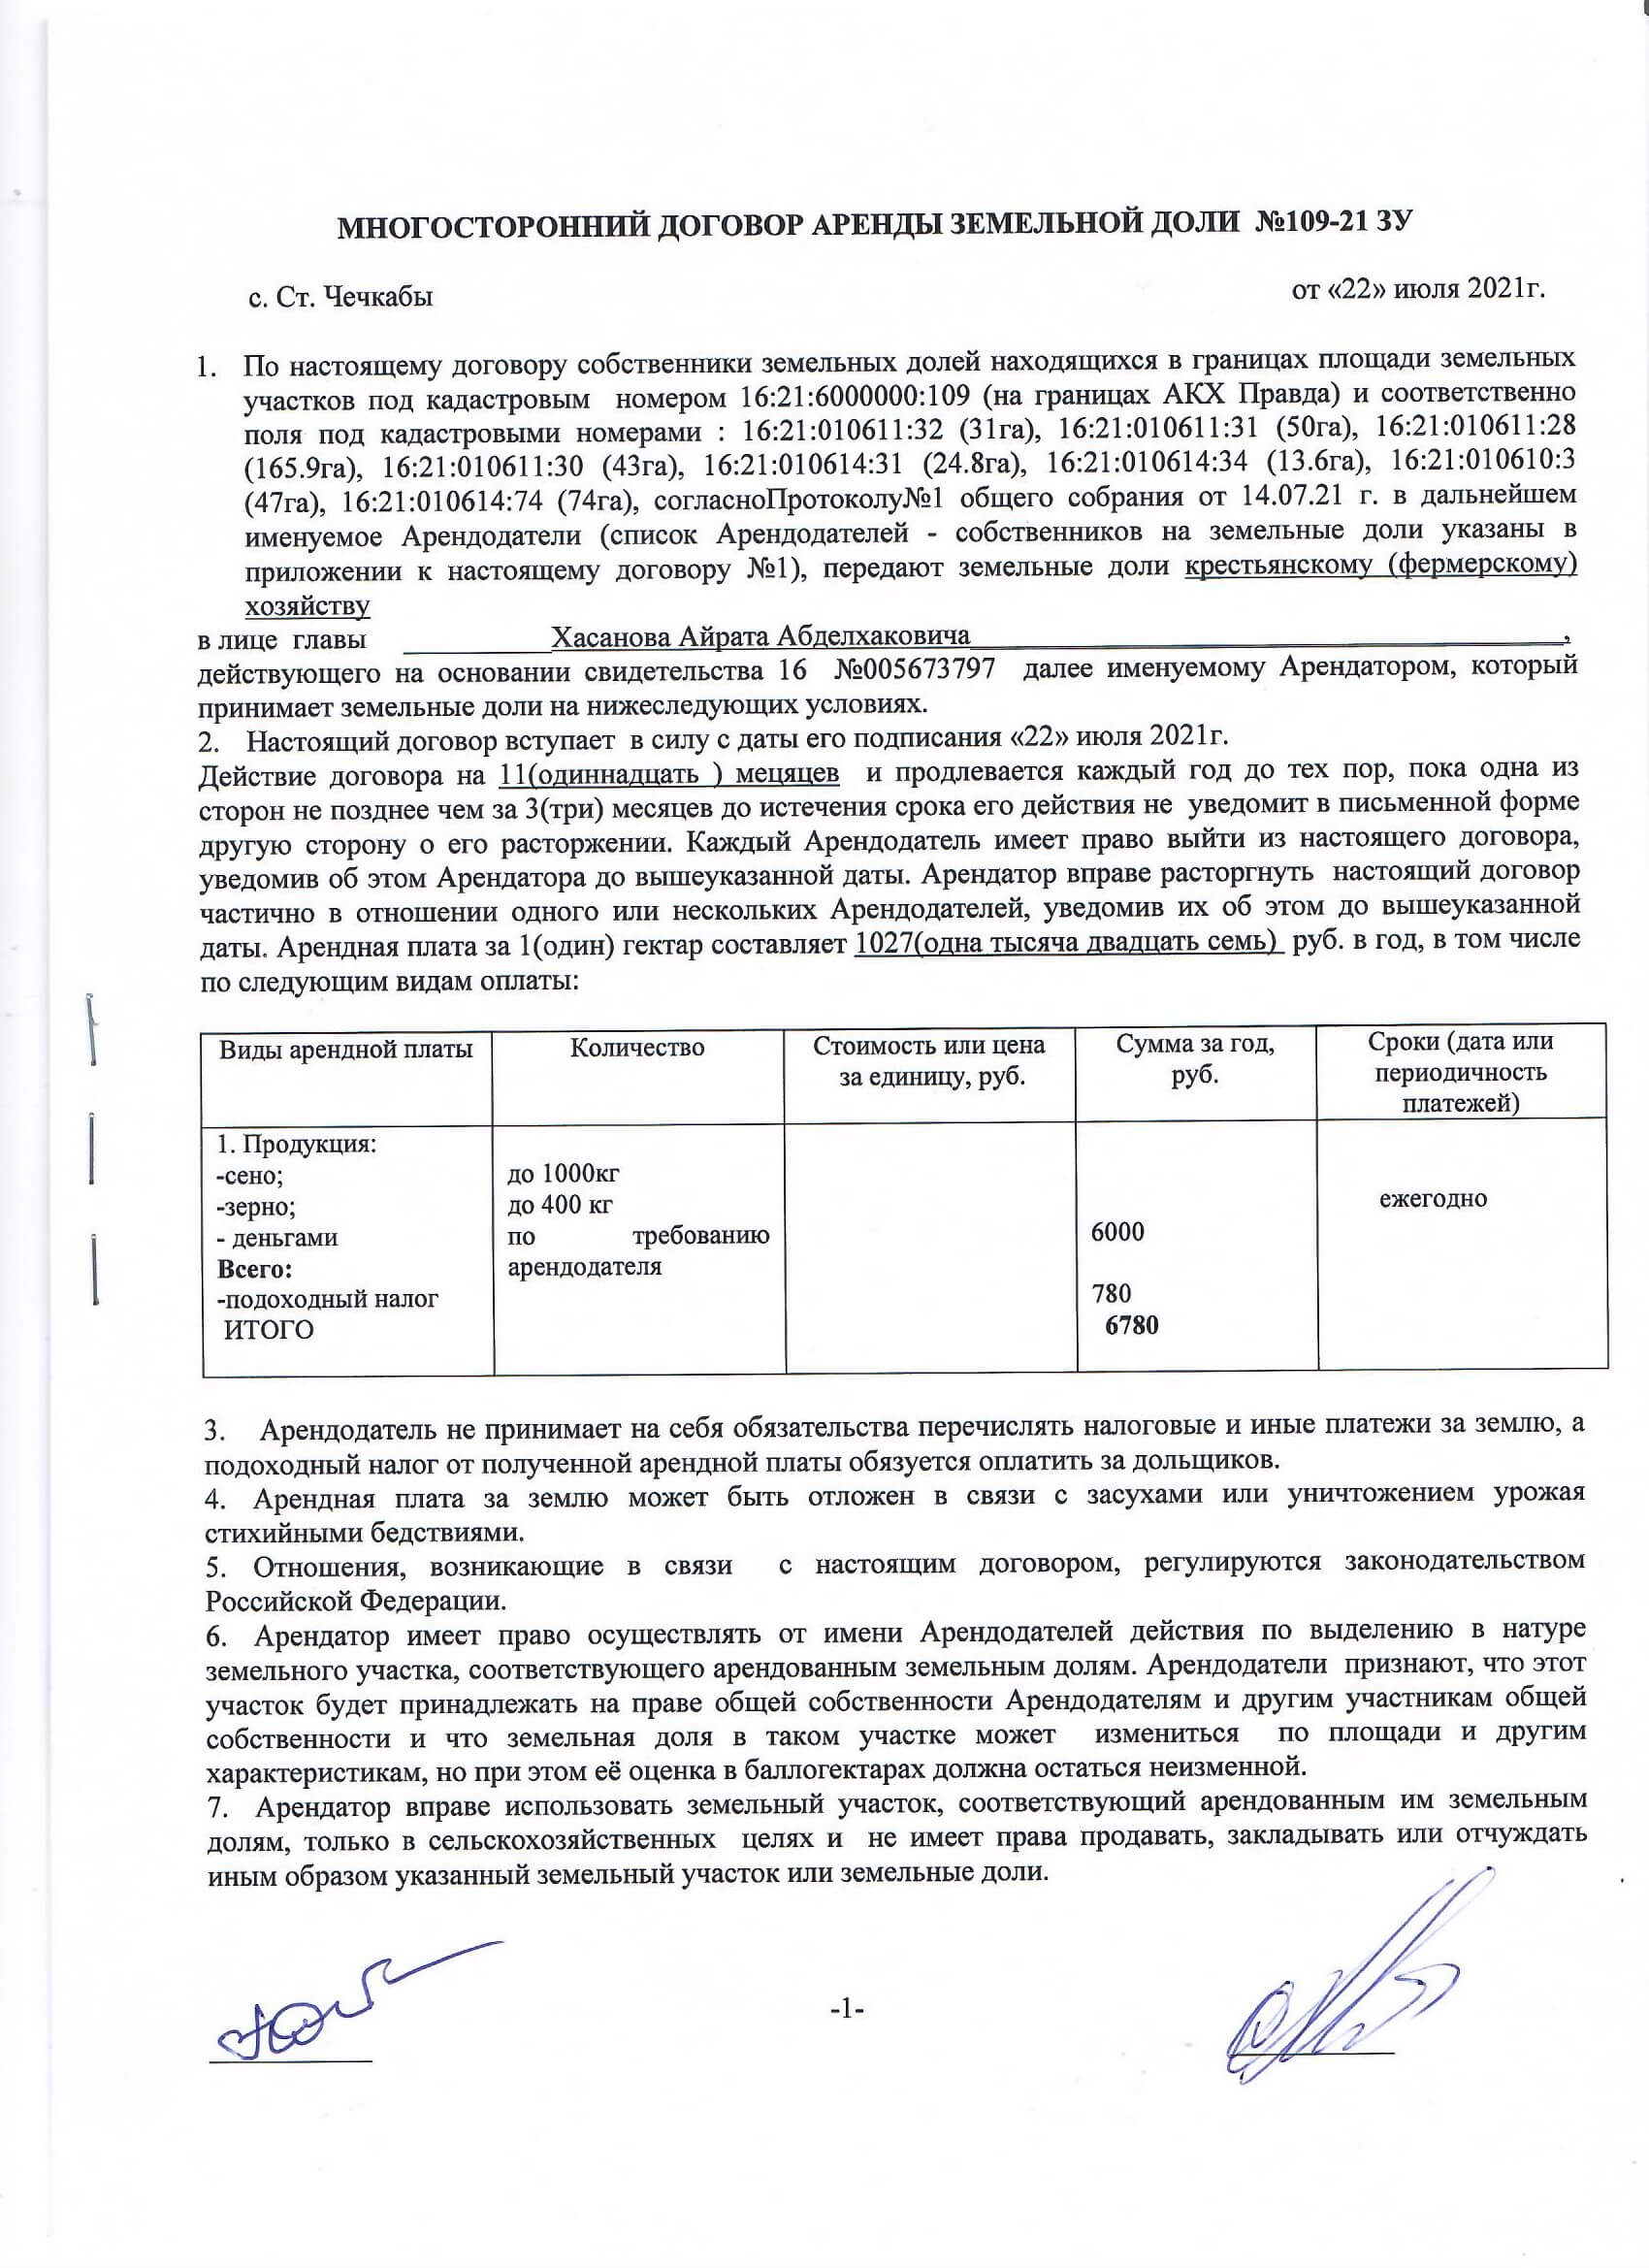 МНОГОСТОРОННИЙ ДОГОВОР АРЕНДЫ ЗЕМЕЛЬНОЙ ДОЛИ №109-21 ЗУ
с. Ст. Чечкабы
от «22» июля 2021г.
1. По настоящему договору собственники земельных долей находящихся в границах площади земельных
участков под кадастровым номером 16:21:6000000:109 (на границах АКХ Правда) и соответственно
поля под кадастровыми номерами : 16:21:010611:32 (31га), 16:21:010611:31 (50га), 16:21:010611:28
(165.9га), 16:21:010611:30 (43га), 16:21:010614:31 (24.8га), 16:21:010614:34 (13.6га), 16:21:010610:3
(47га), 16:21:010614:74 (74га), согласноПротоколу№1 общего собрания от 14.07.21 г. в дальнейшем
именуемое Арендодатели (список Арендодателей - собственников на земельные доли указаны в
приложении к настоящему договору №1), передают земельные доли крестьянскому (фермерскому)
хозяйству
в лице главы Хасанова Айрата Абделхаковича,
действующего на основании свидетельства 16 №005673797 далее именуемому Арендатором, который
принимает земельные доли на нижеследующих условиях.
2. Настоящий договор вступает в силу с даты его подписания «22» июля 2021г.
Действие договора на 11(одиннадцать ) мецяцев и продлевается каждый год до тех пор, пока одна из
сторон не позднее чем за 3(три) месяцев до истечения срока его действия не уведомит в письменной форме
другую сторону о его расторжении. Каждый Арендодатель имеет право выйти из настоящего договора,
уведомив об этом Арендатора до вышеуказанной даты. Арендатор вправе расторгнуть настоящий договор
частично в отношении одного или нескольких Арендодателей, уведомив их об этом до вышеуказанной
даты. Арендная плата за 1(один) гектар составляет 1027(одна тысяча двадцать семь) руб. в год, в том числе
по следующим видам оплаты:
Виды арендной платы
Количество
Стоимость или цена
за единицу, руб.
Сумма за год,
руб.
Сроки (дата или
периодичность
платежей)
1. Продукция:
-сено;
-зерно;
- деньгами
Всего:
-подоходный налог
ИТОГО
до 1000кг
до 400 кг
по требованию
арендодателя
6000
780
6780
ежегодно
3. Арендодатель не принимает на себя обязательства перечислять налоговые и иные платежи за землю, а
подоходный налог от полученной арендной платы обязуется оплатить за дольщиков.
4. Арендная плата за землю может быть отложен в связи с засухами или уничтожением урожая
стихийными бедствиями.
5. Отношения, возникающие в связи с настоящим договором, регулируются законодательством
Российской Федерации.
6. Арендатор имеет право осуществлять от имени Арендодателей действия по выделению в натуре
земельного участка, соответствующего арендованным земельным долям. Арендодатели признают, что этот
участок будет принадлежать на праве общей собственности Арендодателям и другим участникам общей
собственности и что земельная доля в таком участке может измениться по площади и другим
характеристикам, но при этом её оценка в баллогектарах должна остаться неизменной.
7. Арендатор вправе использовать земельный участок, соответствующий арендованным им земельным
долям, только в сельскохозяйственных целях и не имеет права продавать, закладывать или отчуждать
иным образом указанный земельный участок или земельные доли.
-1-